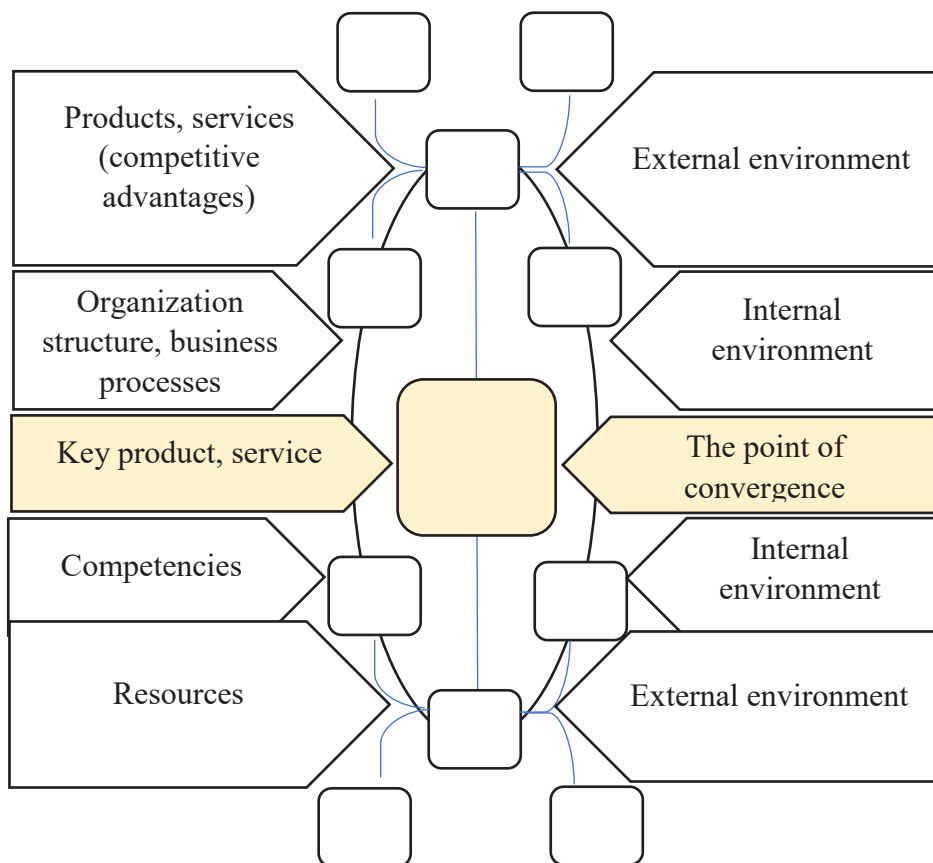 Products, services
(competitive
advantages)
External environment
Organization
structure, business
processes
Internal
environment
Key product, service
The point of
convergence
Competencies
Internal
environment
Resources
External environment